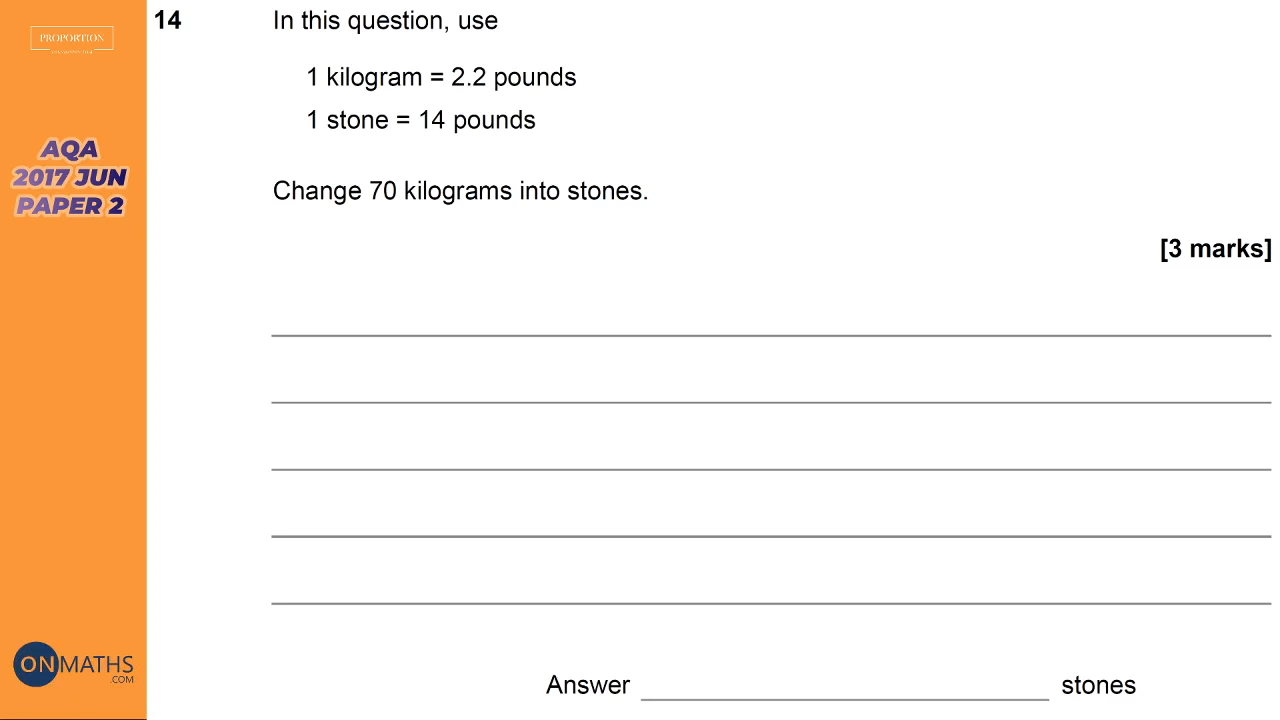 PROPORTION
14 In this question, use
1 kilogram = 2.2 pounds
1 stone = 14 pounds
AQA
2017 JUN
PAPER 2
Change 70 kilograms into stones.
[3 marks]
ONMATHS
.COM
Answer stones